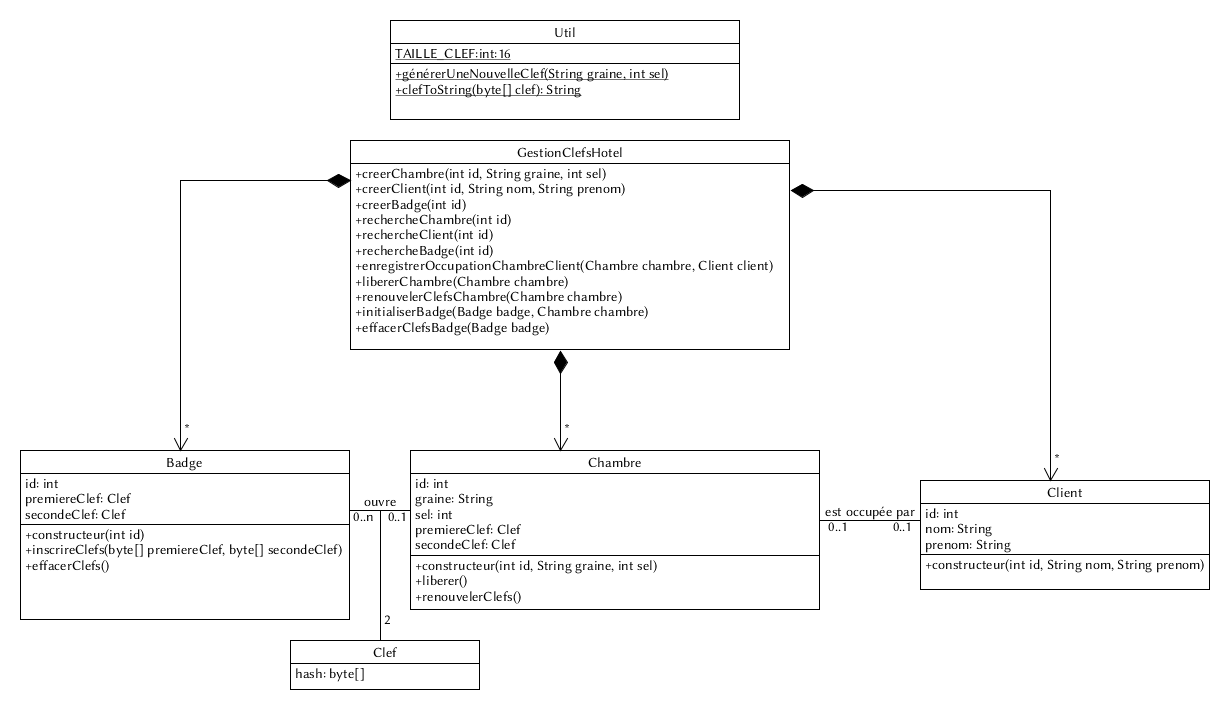 Util
TAILLE_CLEF:int:16
+générerUneNouvelleClef(String graine, int sel)
+clefToString(byte[] clef): String
GestionClefsHotel
+creerChambre(int id, String graine, int sel)
+creerClient(int id, String nom, String prenom)
+creerBadge(int id)
+rechercheChambre(int id)
+rechercheClient(int id)
+rechercheBadge(int id)
+enregistrerOccupationChambreClient(Chambre chambre, Client client)
+libererChambre(Chambre chambre)
+renouvelerClefsChambre(Chambre chambre)
+initialiserBadge(Badge badge, Chambre chambre)
+effacerClefsBadge(Badge badge)
*
*
*
Badge
id: int
premiereClef: Clef
secondeClef: Clef
+constructeur(int id)
+inscrireClefs(byte[] premiereClef, byte[] secondeClef)
+effacerClefs()
ouvre
0..n
0..1
Chambre
id: int
graine: String
sel: int
premiereClef: Clef
secondeClef: Clef
+constructeur(int id, String graine, int sel)
+liberer()
+renouvelerClefs()
est occupée par
0..1
0..1
Client
id: int
nom: String
prenom: String
+constructeur(int id, String nom, String prenom)
2
Clef
hash: byte[]